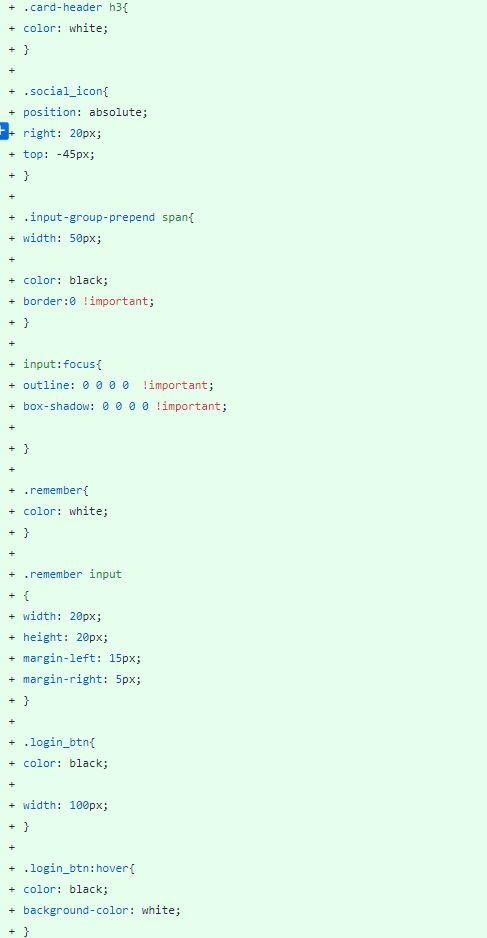 + .card-header h3{
+ color: white;
+ }
+
+ .social_icon{
+ position: absolute;
+ right: 20px;
+ top: -45px;
+ }
+
+ .input-group-prepend span{
+ width: 50px;
+
+ color: black;
+ border:0 !important;
+ }
+
+ input:focus{
+ outline: 0 0 0 0  !important;
+ box-shadow: 0 0 0 0 !important;
+
+ }
+
+ .remember{
+ color: white;
+ }
+
+ .remember input
+ {
+ width: 20px;
+ height: 20px;
+ margin-left: 15px;
+ margin-right: 5px;
+ }
+
+ .login_btn{
+ color: black;
+
+ width: 100px;
+ }
+
+ .login_btn:hover{
+ color: black;
+ background-color: white;
+ }